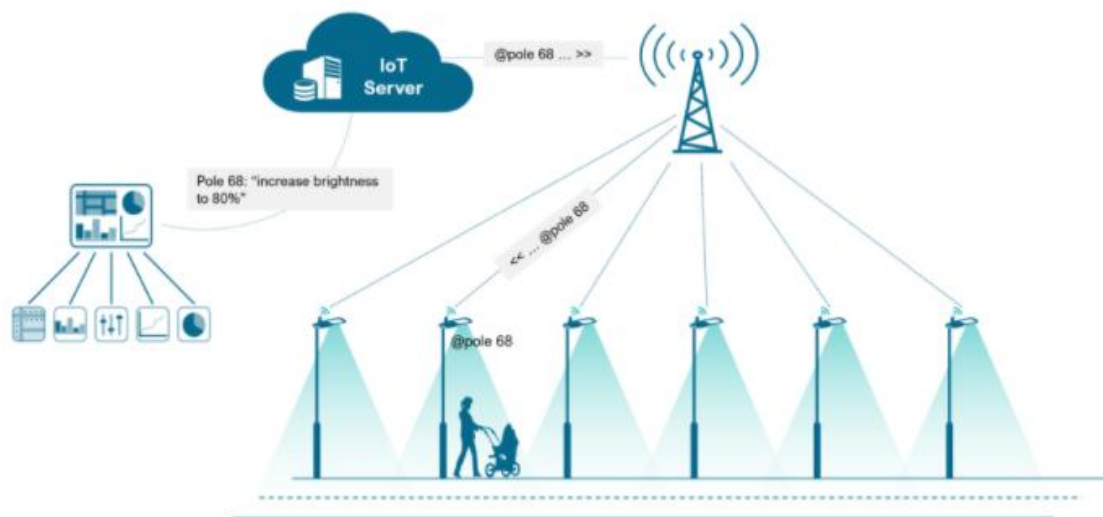 IoT
Server
@pole 68 ... >>
Pole 68: "increase brightness
to 80%"
<< ... @pole 68
@pole 68